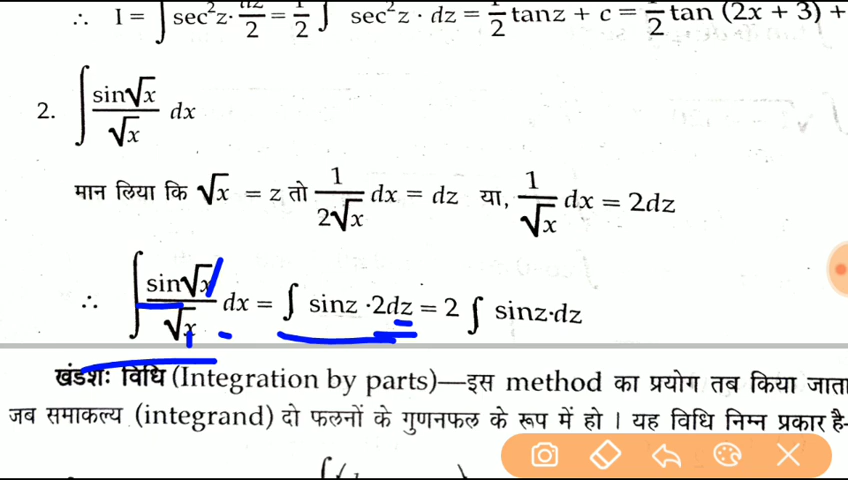 ∴ I = ∫ sec²z· dz/2 = 1/2 ∫ sec²z · dz = 1/2 tanz + c = 1/2 tan (2x + 3) +
2. ∫ sin√x/√x dx
मान लिया कि √x = z तो 1/2√x dx = dz या, 1/√x dx = 2dz
∴ ∫ sin√x/√x dx = ∫ sinz ·2dz = 2 ∫ sinz·dz
खंडशः विधि (Integration by parts)—इस method का प्रयोग तब किया जाता
जब समाकल्य (integrand) दो फलनों के गुणनफल के रूप में हो । यह विधि निम्न प्रकार है-